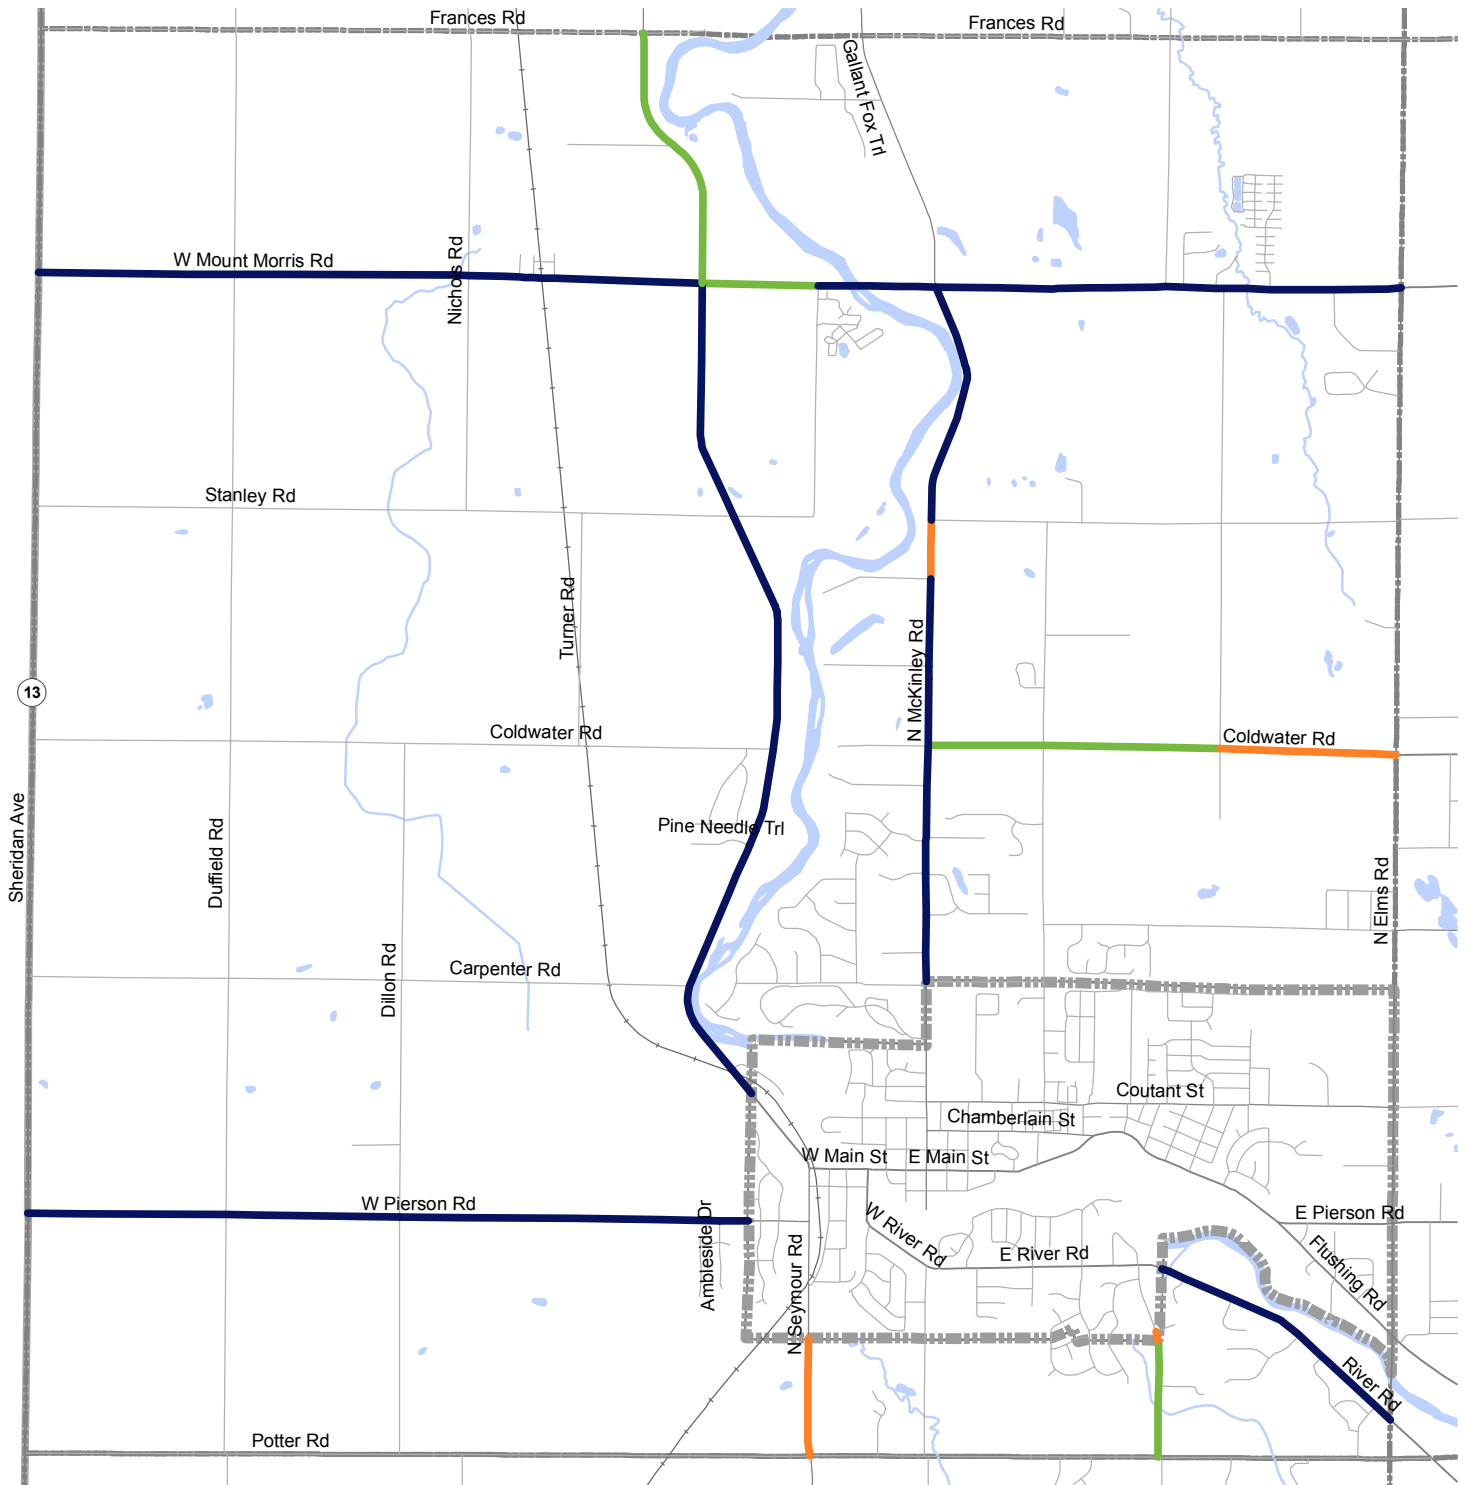 Frances Rd
Frances Rd
Gallant Fox Trl
W Mount Morris Rd
Nichols Rd
Stanley Rd
Turner Rd
N McKinley Rd
13
Coldwater Rd
Coldwater Rd
Sheridan Ave
Duffield Rd
Pine Needle Trl
N Elms Rd
Dillon Rd
Carpenter Rd
Coutant St
Chamberlain St
W Main St
E Main St
W Pierson Rd
Ambleside Dr
N Seymour Rd
W River Rd
E River Rd
E Pierson Rd
Flushing Rd
River Rd
Potter Rd